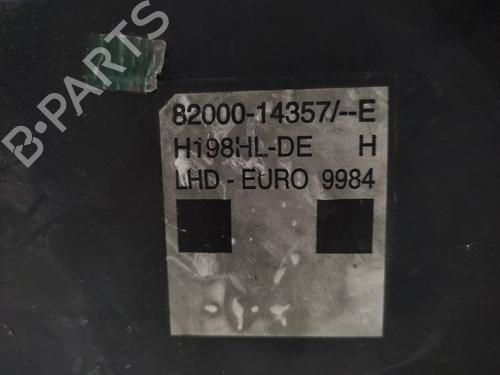 B-PARTS
82000-14357/--E
H198HL-DE H
LHD - EURO 9984